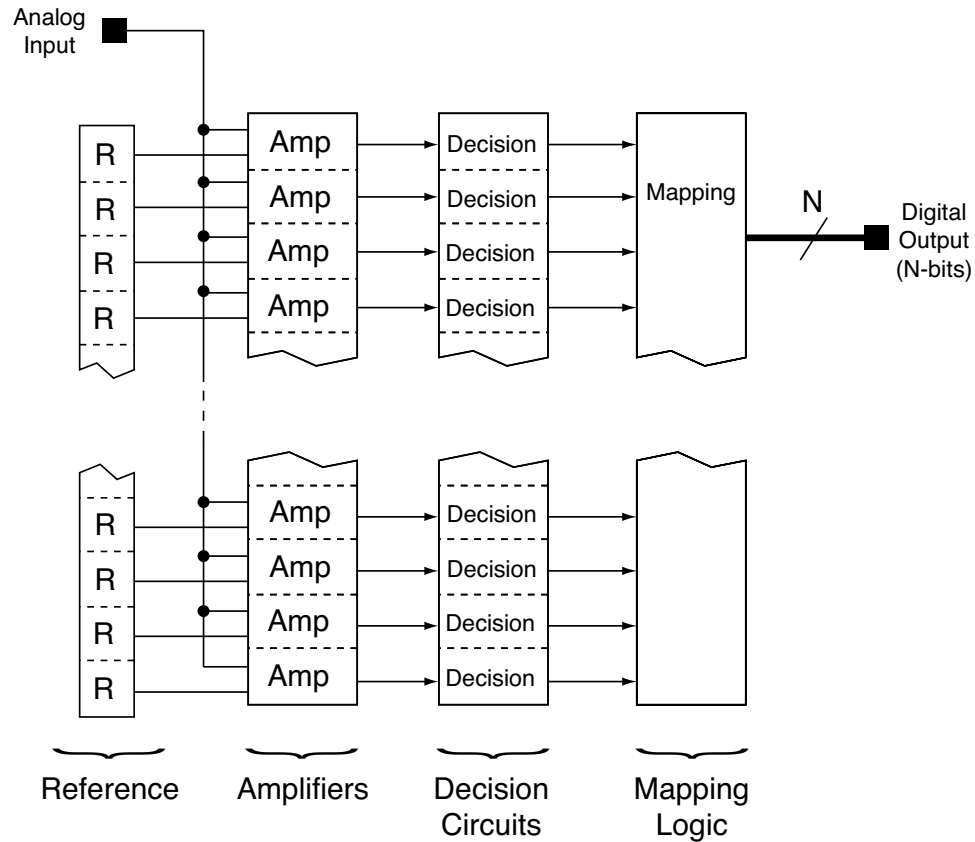 Analog
Input
R
Amp
Decision
R
Amp
Decision
Mapping
N
Digital
Output
(N-bits)
R
Amp
Decision
R
Amp
Decision
R
Amp
Decision
R
Amp
Decision
R
Amp
Decision
R
Amp
Decision
Reference
Amplifiers
Decision
Circuits
Mapping
Logic